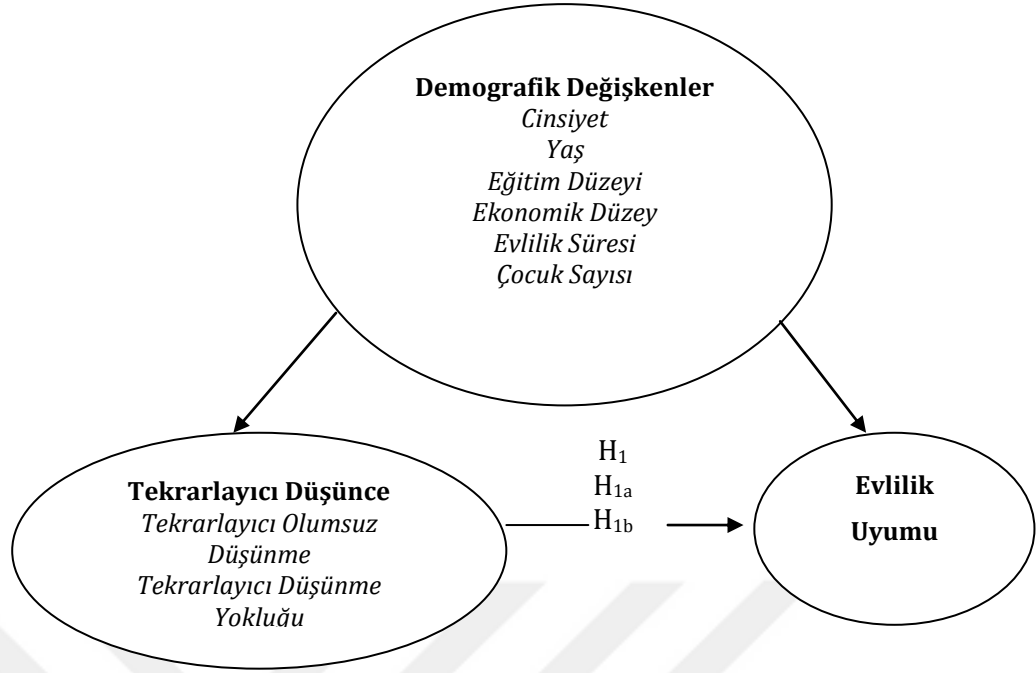 Demografik Değişkenler
Cinsiyet
Yaş
Eğitim Düzeyi
Ekonomik Düzey
Evlilik Süresi
Çocuk Sayısı
Tekrarlayıcı Düşünce
Tekrarlayıcı Olumsuz
Düşünme
Tekrarlayıcı Düşünme
Yokluğu
H₁
H₁ₐ
H₁b
Evlilik
Uyumu